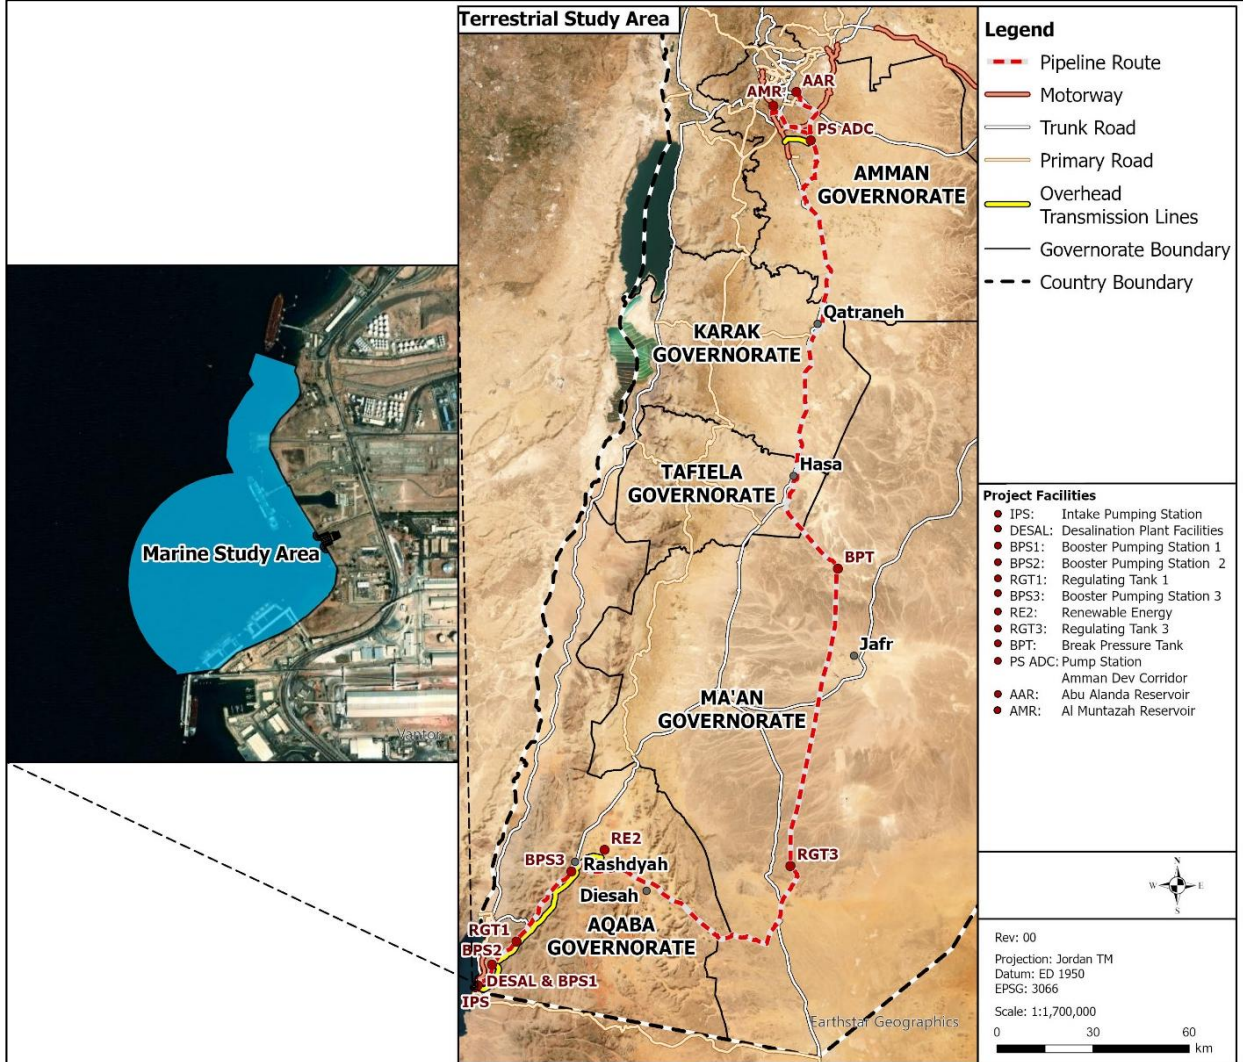 Terrestrial Study Area
AAR
AMR
PS ADC
AMMAN
GOVERNORATE
Qatraneh
KARAK
GOVERNORATE
Hasa
TAFIELA
GOVERNORATE
BPT
Jafr
MA'AN
GOVERNORATE
RE2
BPS3
Rashdyah
RGT3
Diesah
RGT1
AQABA
GOVERNORATE
BPS2
DESAL & BPS1
IPS
Earthstar Geographics
Marine Study Area
Legend
Pipeline Route
Motorway
Trunk Road
Primary Road
Overhead
Transmission Lines
Governorate Boundary
Country Boundary
Project Facilities
IPS: Intake Pumping Station
DESAL: Desalination Plant Facilities
BPS1: Booster Pumping Station 1
BPS2: Booster Pumping Station 2
RGT1: Regulating Tank 1
BPS3: Booster Pumping Station 3
RE2: Renewable Energy
RGT3: Regulating Tank 3
BPT: Break Pressure Tank
PS ADC: Pump Station
Amman Dev Corridor
AAR: Abu Alanda Reservoir
AMR: Al Muntazah Reservoir
N
W E
S
Rev: 00
Projection: Jordan TM
Datum: ED 1950
EPSG: 3066
Scale: 1:1,700,000
0 30 60
km